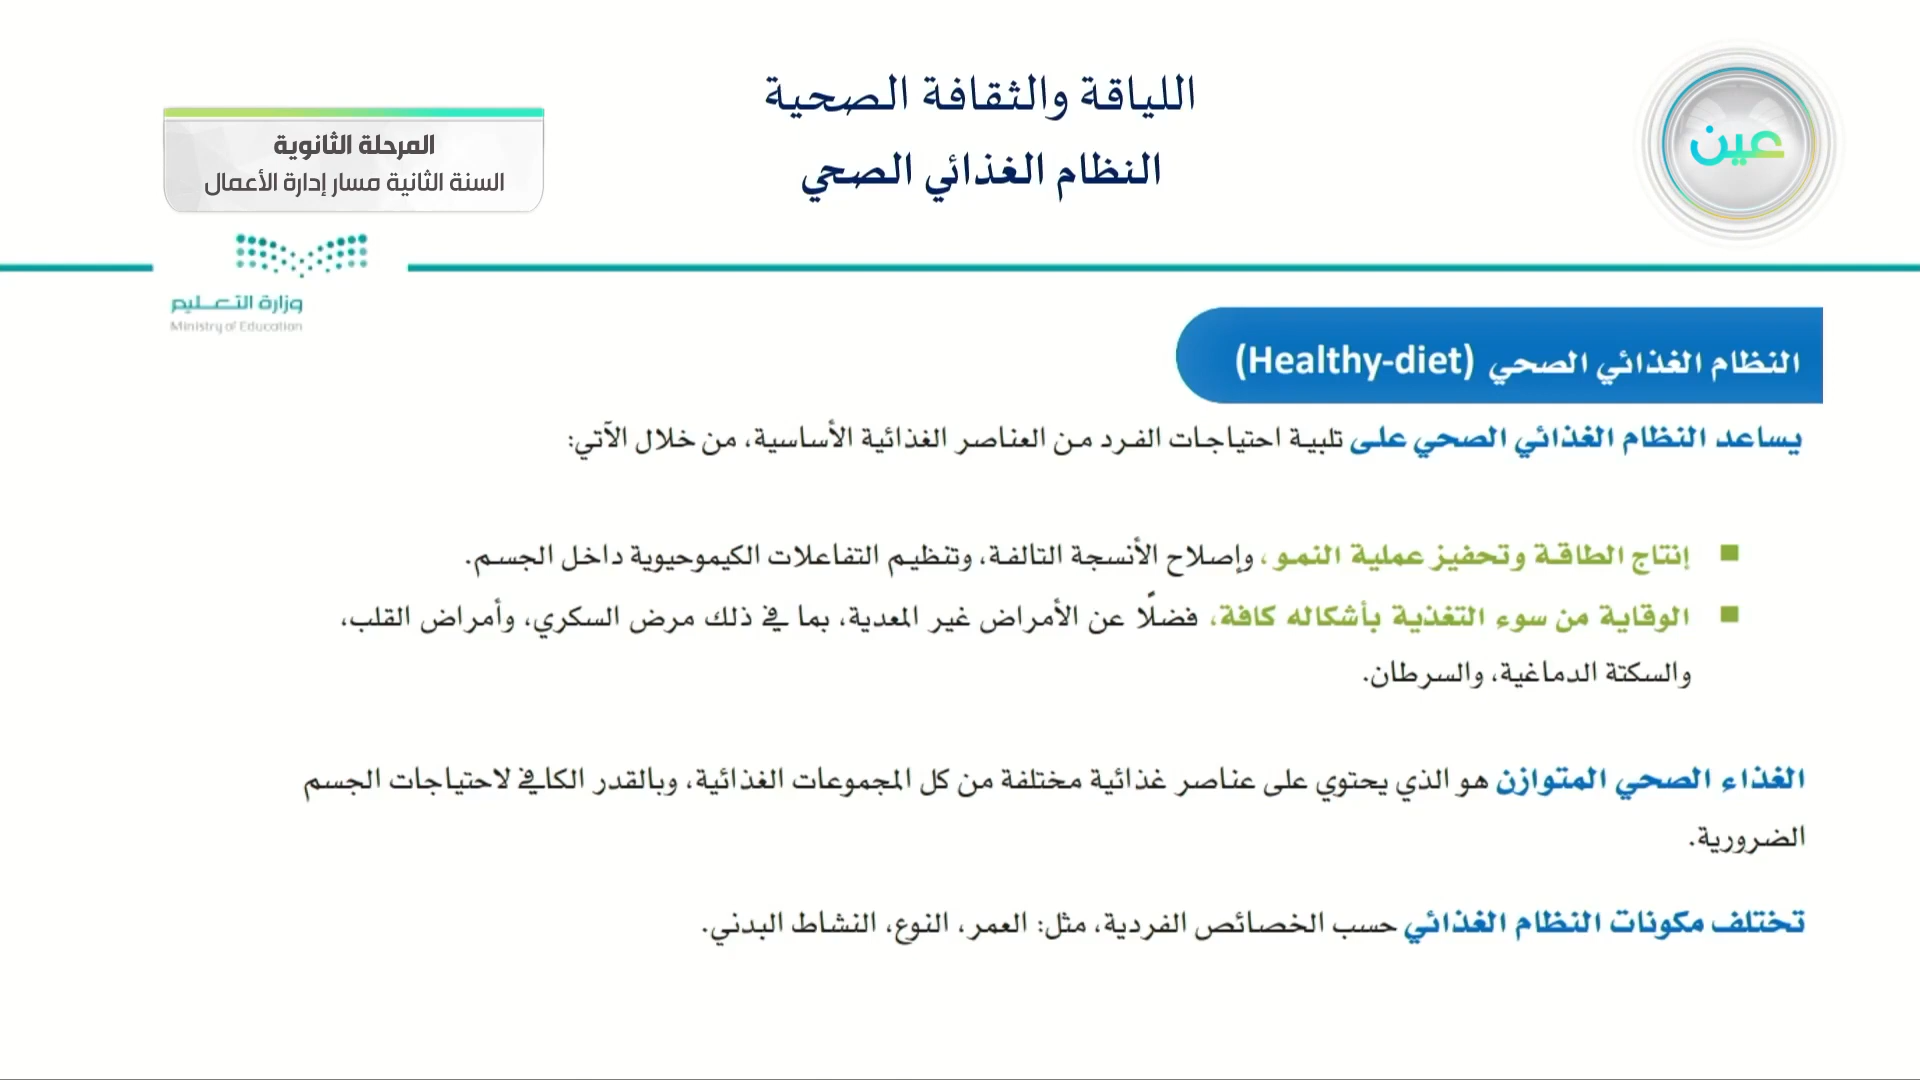 اللياقة والثقافة الصحية
النظام الغذائي الصحي
عين
المرحلة الثانوية
السنة الثانية مسار إدارة الأعمال
وزارة التعليم
Ministry of Education
النظام الغذائي الصحي (Healthy-diet)
يساعد النظام الغذائي الصحي على تلبية احتياجات الفرد من العناصر الغذائية الأساسية، من خلال الآتي:
■ إنتاج الطاقة وتحفيز عملية النمو، وإصلاح الأنسجة التالفة، وتنظيم التفاعلات الكيموحيوية داخل الجسم.
■ الوقاية من سوء التغذية بأشكاله كافة، فضلًا عن الأمراض غير المعدية، بما في ذلك مرض السكري، وأمراض القلب،
والسكتة الدماغية، والسرطان.
الغذاء الصحي المتوازن هو الذي يحتوي على عناصر غذائية مختلفة من كل المجموعات الغذائية، وبالقدر الكافي لاحتياجات الجسم
الضرورية.
تختلف مكونات النظام الغذائي حسب الخصائص الفردية، مثل: العمر، النوع، النشاط البدني.